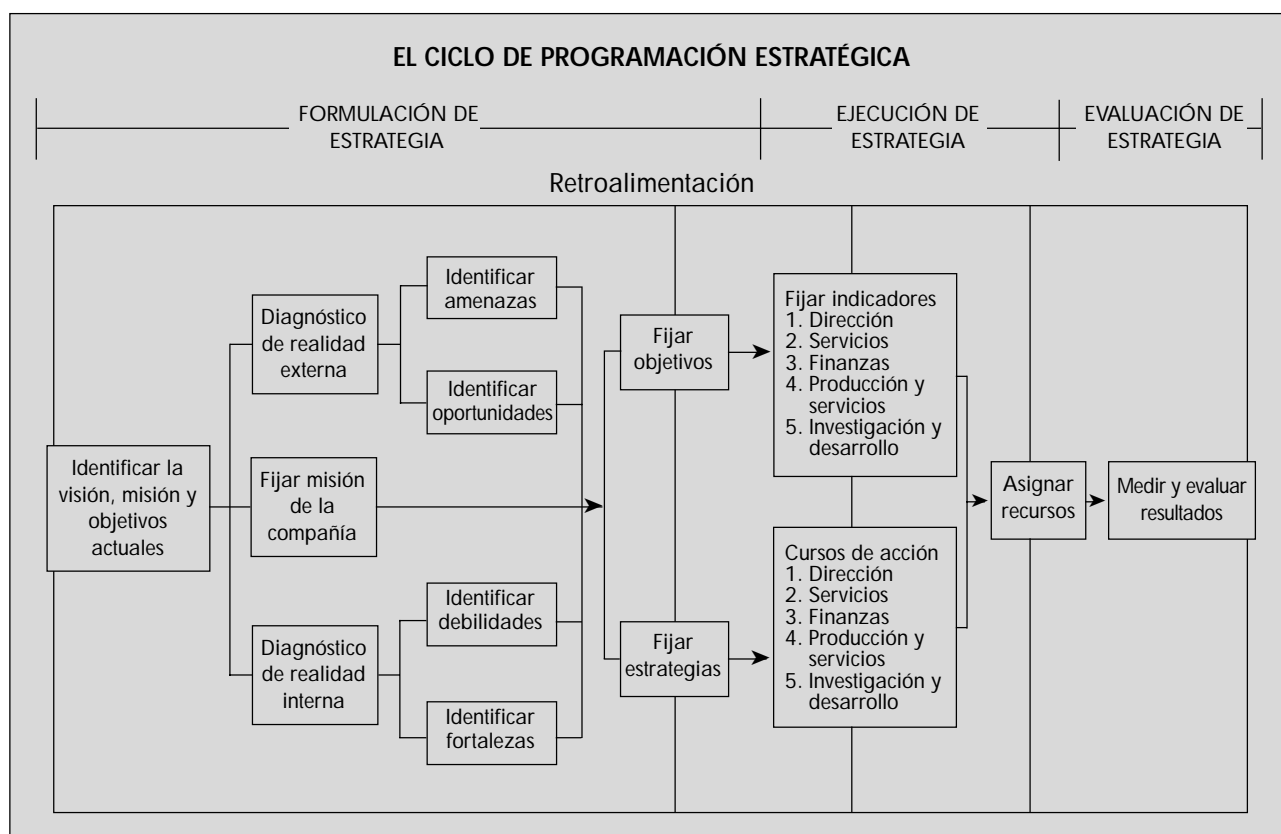 EL CICLO DE PROGRAMACIÓN ESTRATÉGICA
FORMULACIÓN DE
ESTRATEGIA
EJECUCIÓN DE
ESTRATEGIA
EVALUACIÓN DE
ESTRATEGIA
Retroalimentación
Identificar la
visión, misión y
objetivos
actuales
Diagnóstico
de realidad
externa
Fijar misión
de la
compañía
Diagnóstico
de realidad
interna
Identificar
amenazas
Identificar
oportunidades
Identificar
debilidades
Identificar
fortalezas
Fijar
objetivos
Fijar
estrategias
Fijar indicadores
1. Dirección
2. Servicios
3. Finanzas
4. Producción y
servicios
5. Investigación y
desarrollo
Cursos de acción
1. Dirección
2. Servicios
3. Finanzas
4. Producción y
servicios
5. Investigación y
desarrollo
Asignar
recursos
Medir y evaluar
resultados